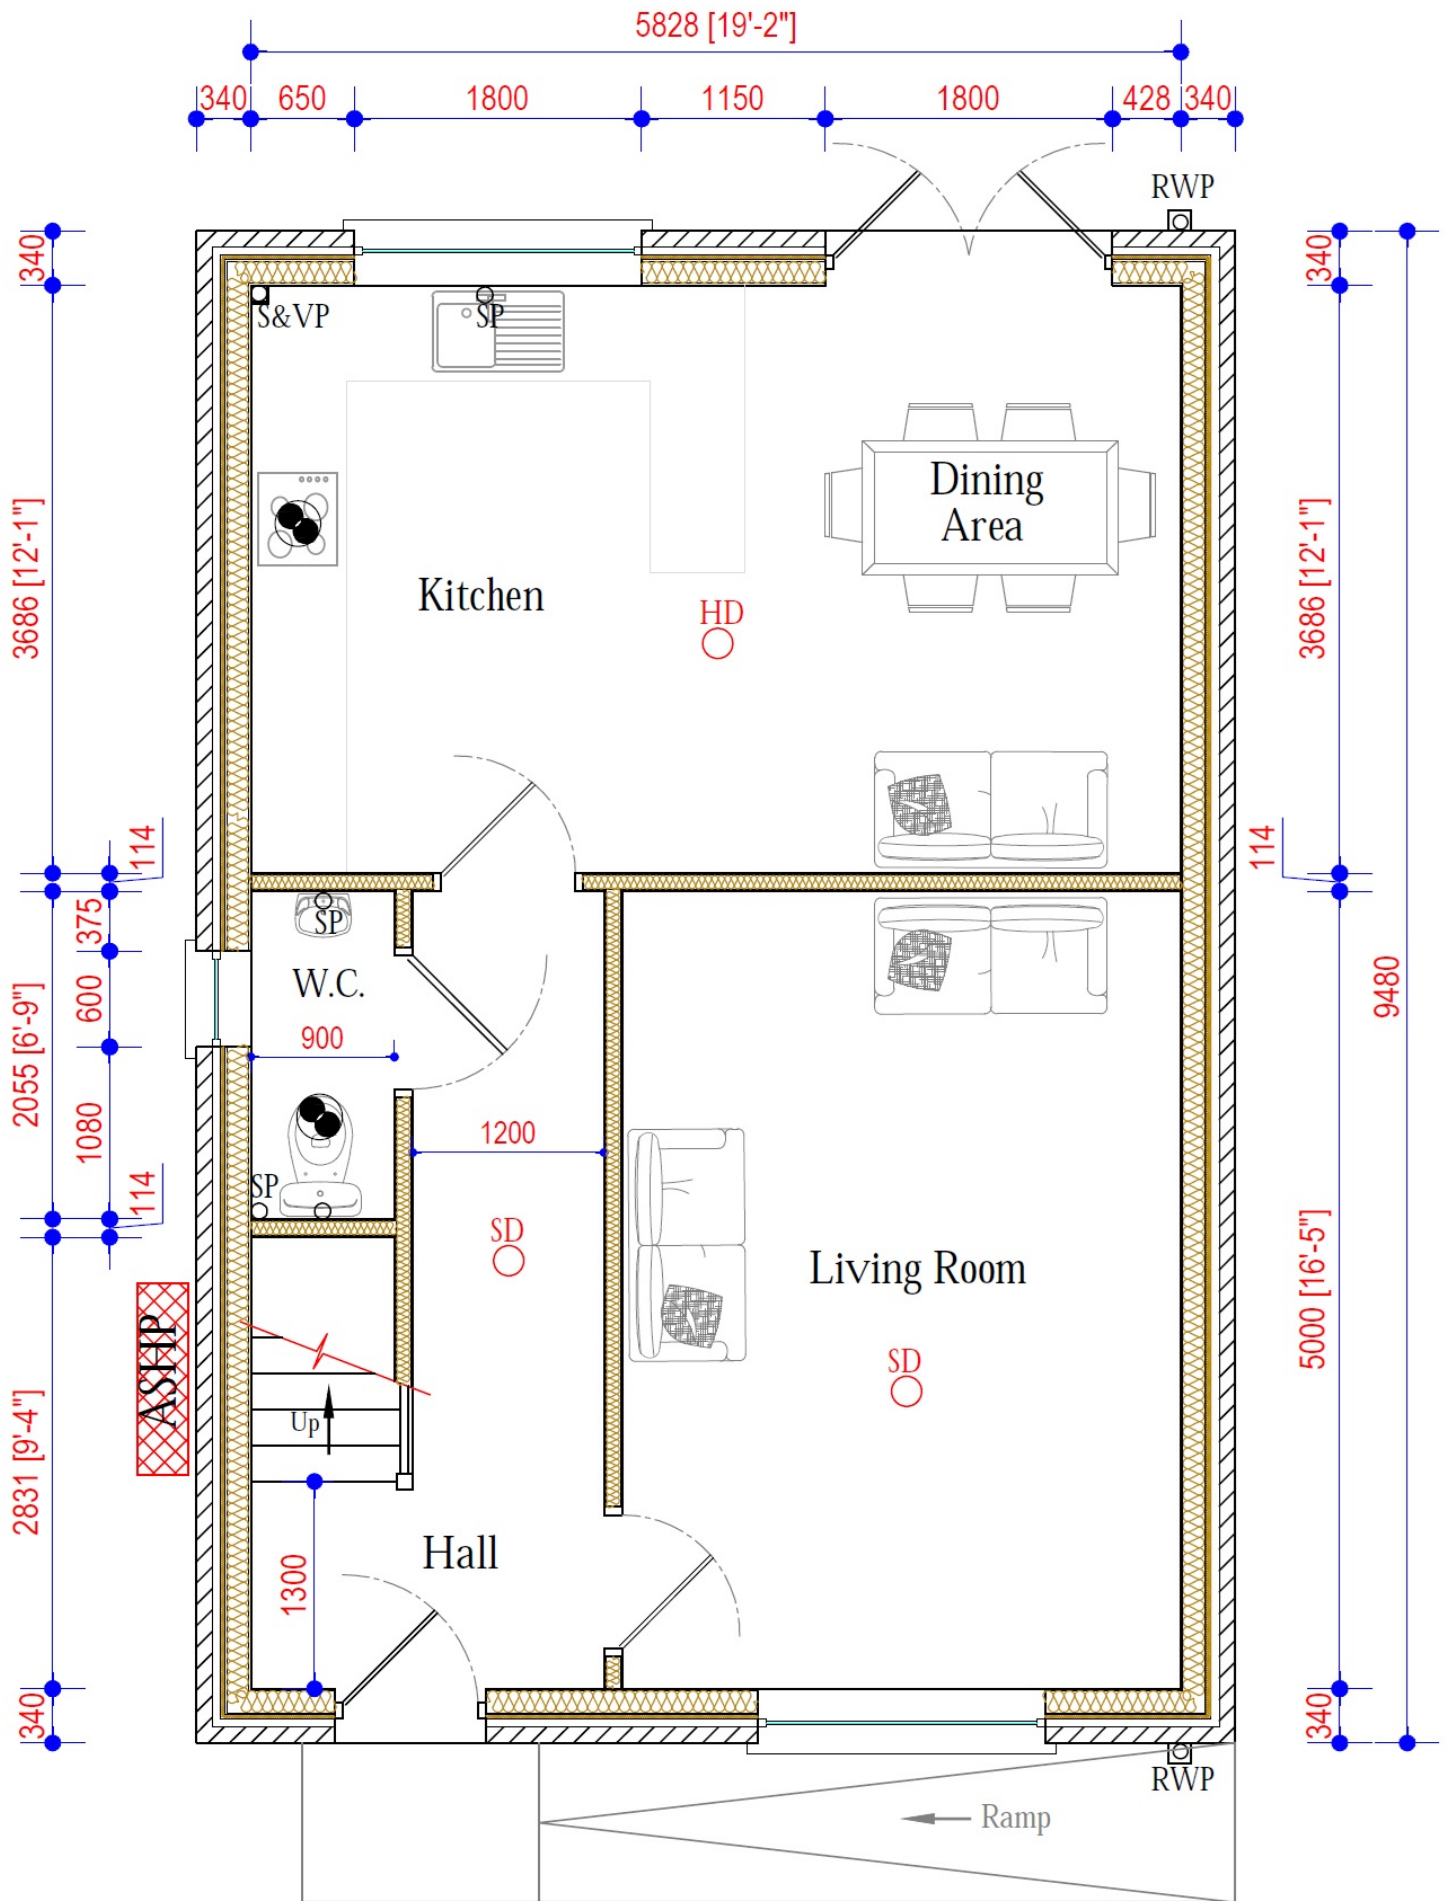 5828 [19'-2"]
340 650 1800 1150 1800 428 340
RWP
340
340
S&VP
SP
Dining
Area
3686 [12'-1"]
3686 [12'-1"]
Kitchen
HD
114
114
375
SP
W.C.
600
9480
2055 [6'-9"]
900
1080
1200
114
SP
SD
Living Room
5000 [16'-5"]
ASHP
SD
Up
2831 [9'-4"]
Hall
1300
340
340
RWP
Ramp